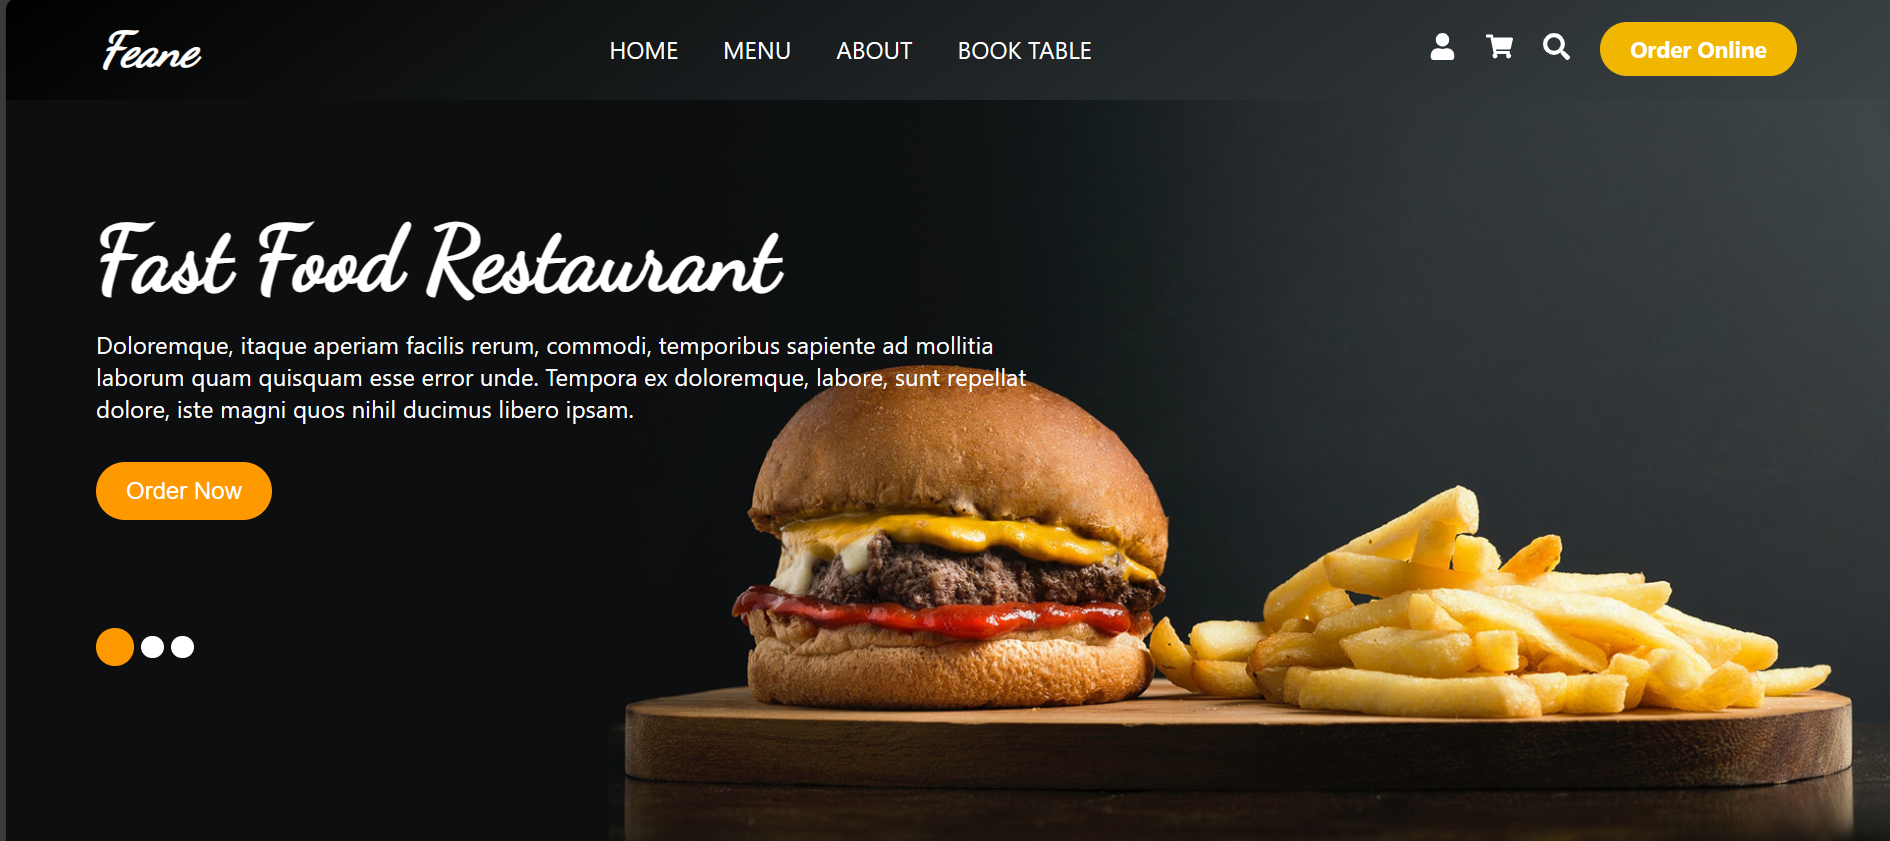 Feane
HOME MENU ABOUT BOOK TABLE
Order Online
Fast Food Restaurant
Doloremque, itaque aperiam facilis rerum, commodi, temporibus sapiente ad mollitia
laborum quam quisquam esse error unde. Tempora ex doloremque, labore, sunt repellat
dolore, iste magni quos nihil ducimus libero ipsam.
Order Now